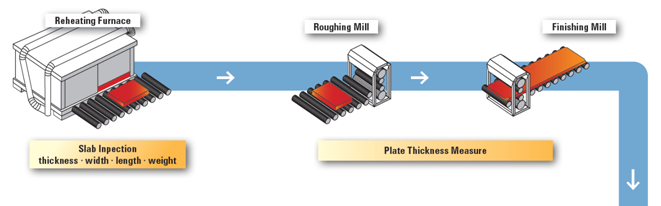 Reheating Furnace
Roughing Mill
Finishing Mill
Slab Inpection
thickness · width · length · weight
Plate Thickness Measure